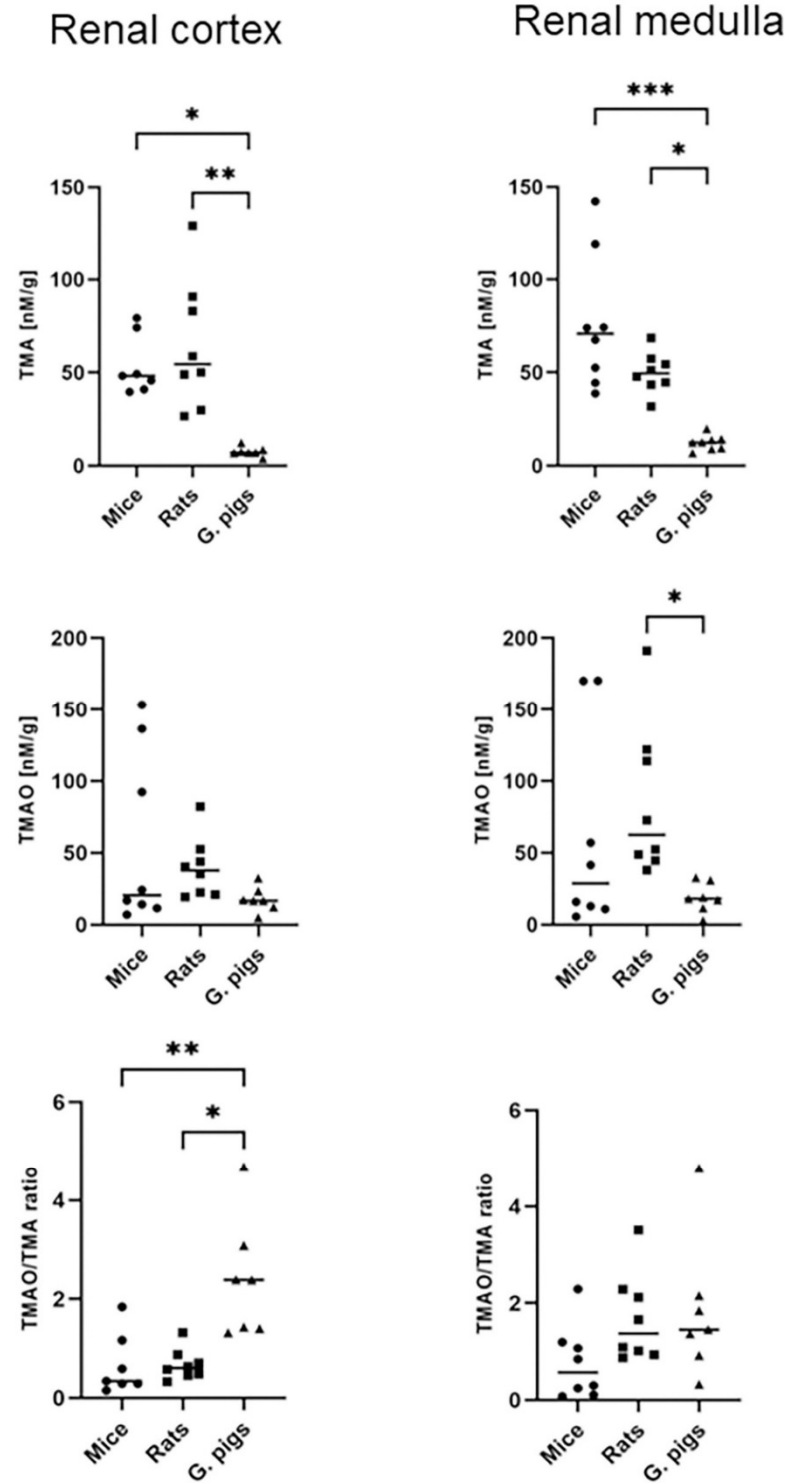 Renal cortex
Renal medulla
*
**
TMA [nM/g]
150
100
50
0
Mice
Rats
G. pigs
***
*
TMA [nM/g]
150
100
50
0
Mice
Rats
G. pigs
TMAO [nM/g]
200
150
100
50
0
Mice
Rats
G. pigs
*
TMAO [nM/g]
200
150
100
50
0
Mice
Rats
G. pigs
**
*
TMAO/TMA ratio
6
4
2
0
Mice
Rats
G. pigs
TMAO/TMA ratio
6
4
2
0
Mice
Rats
G. pigs